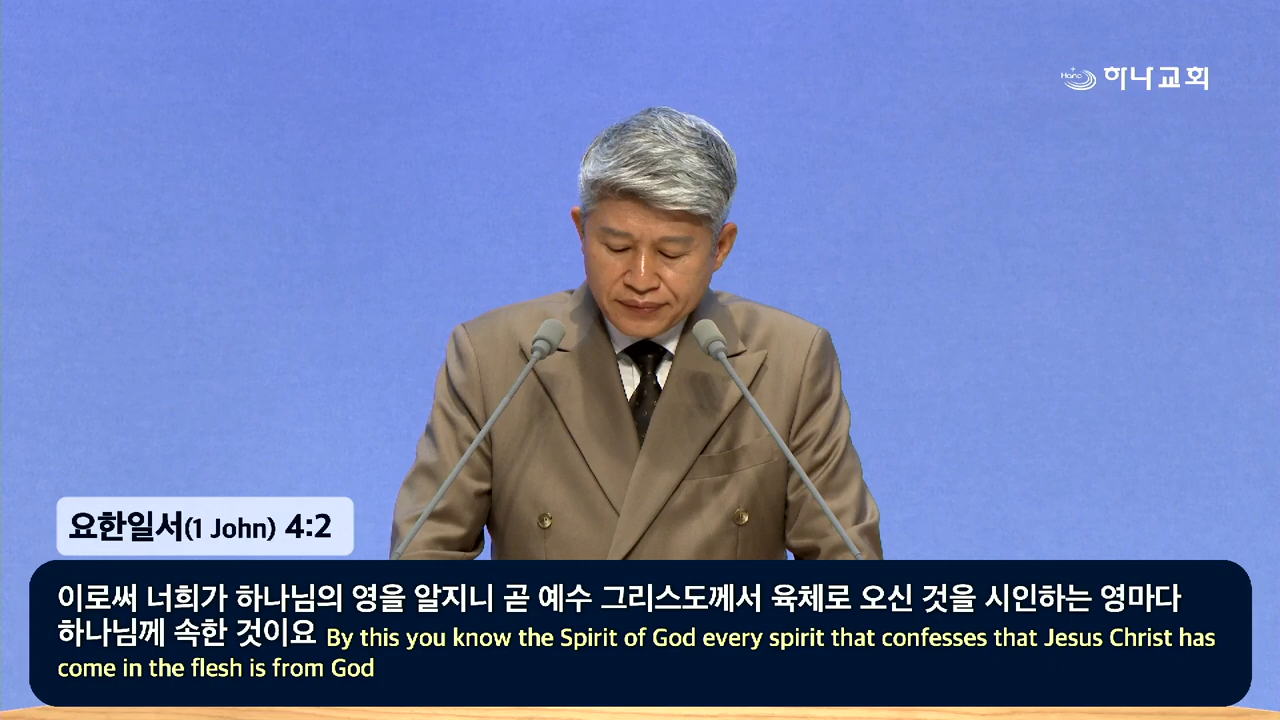 Hana 하나교회
요한일서(1 John) 4:2
이로써 너희가 하나님의 영을 알지니 곧 예수 그리스도께서 육체로 오신 것을 시인하는 영마다
하나님께 속한 것이요 By this you know the Spirit of God every spirit that confesses that Jesus Christ has
come in the flesh is from God